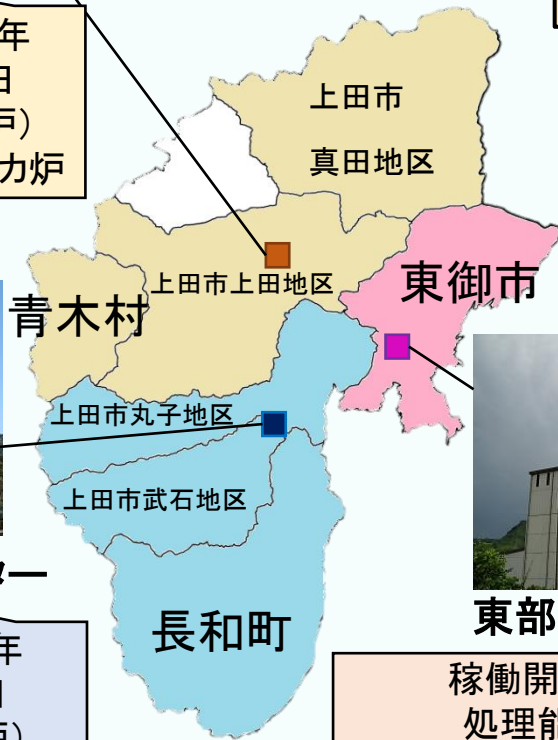 年
日
戸）
力炉
上田市
真田地区
上田市上田地区
東御市
青木村
上田市丸子地区
上田市武石地区
ー
東部
長和町
年
稼働開
処理能